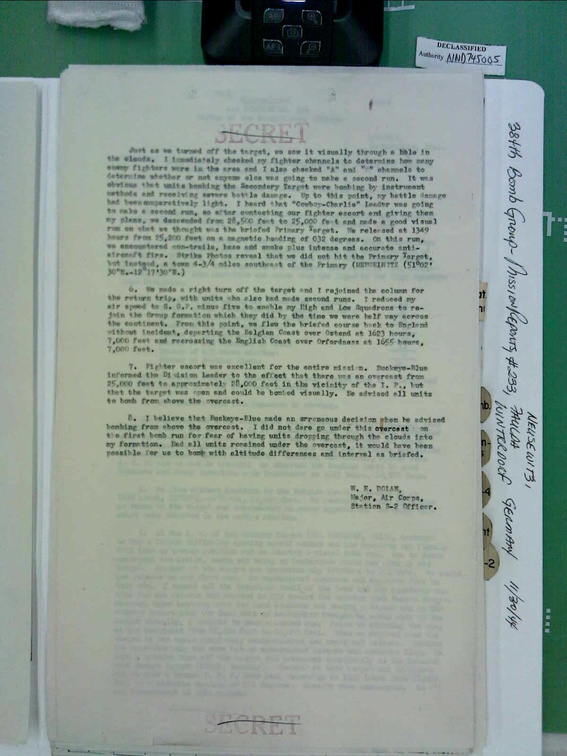 DECLASSIFIED
Authority NND745005
SECRET
Just as we turned off the target, we saw it visually through a hole in
the clouds. I immediately checked my fighter channels to determine how many
enemy fighters were in the area and I also checked "A" and channels to
determine whether or not anyone else was going to make a second run. It was
obvious that units bombing the Secondary Target were bombing by instrument
methods and receiving severe battle damage. Up to this point, my battle damage
had been comparatively light. I heard that "Cowboy-Charlie" Leader was going
to make a second run, so after contacting our fighter escort and giving them
my plans, we descended from 28,500 feet to 25,000 feet and made a good visual
run on what we thought was the briefed Primary Target. We released at 1349
hours from 25,200 feet on a magnetic heading of 032 degrees. On this run,
we encountered con-trails, haze and smoke plus intense and accurate anti-
aircraft fire. Strike Photos reveal that we did not hit the Primary Target,
but instead, a town 4-3/4 miles southeast of the Primary (51°02'
30"N.-12°17'30"E.)
6. We made a right turn off the target and I rejoined the column for
the return trip, with units who also had made second runs. I reduced my
air speed to S. O. P. minus five to enable my High and Low Squadrons to re-
join the Group formation which they did by the time we were half way across
the continent. From this point, we flew the briefed course back to England
without incident, departing the Belgian Coast over Ostend at 1623 hours,
7,000 feet and recrossing the English Coast over Orfordness at 1655 hours,
7,000 feet.
7. Fighter escort was excellent for the entire mission. Buckeye-Blue
informed the Division Leader to the effect that there was an overcast from
25,000 feet to approximately 28,000 feet in the vicinity of the I. P., but
that the target was open and could be bombed visually. He advised all units
to bomb from above the overcast.
8. I believe that Buckeye-Blue made an erroneous decision when he advised
bombing from above the overcast. I did not dare go under this overcast on
the first bomb run for fear of having units dropping through the clouds into
my formation. Had all units remained under the overcast, it would have been
possible for us to bomb with altitude differences and interval as briefed.
W. E. DOLAN,
Major, Air Corps,
Station S-2 Officer.
SECRET
384th Bomb Group - Mission Reports, #233,
GERMANY 11/30/44
-4
-2